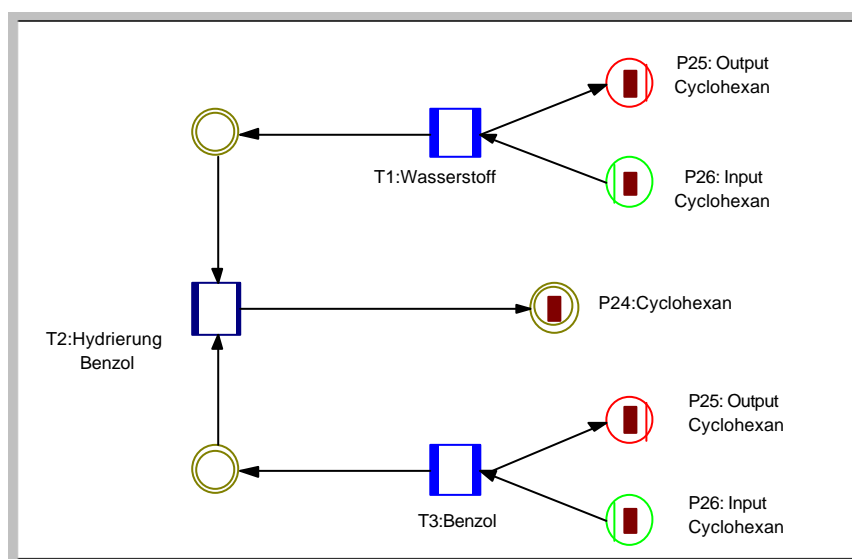 P25: Output
Cyclohexan
T1:Wasserstoff
P26: Input
Cyclohexan
T2:Hydrierung
Benzol
P24:Cyclohexan
P25: Output
Cyclohexan
T3:Benzol
P26: Input
Cyclohexan